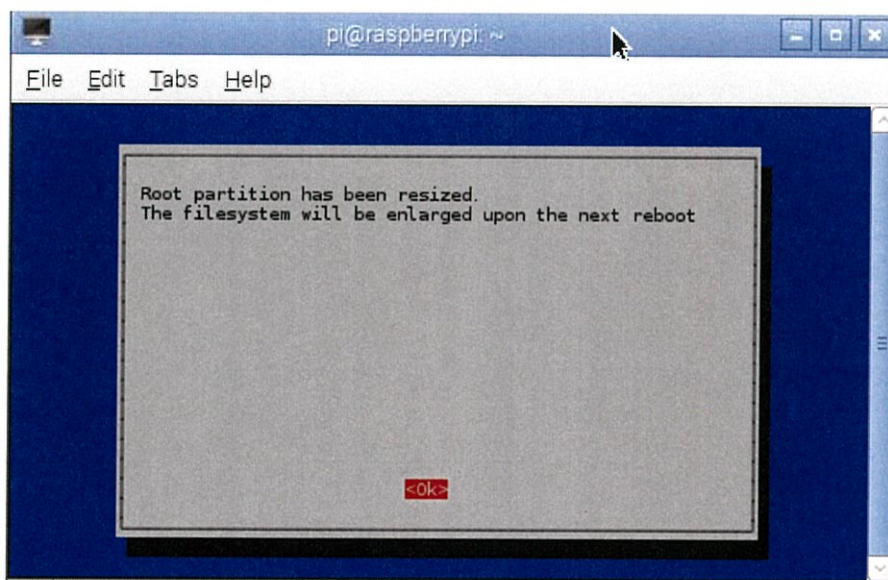 pi@raspberrypi: ~
File Edit Tabs Help
Root partition has been resized.
The filesystem will be enlarged upon the next reboot
<Ok>